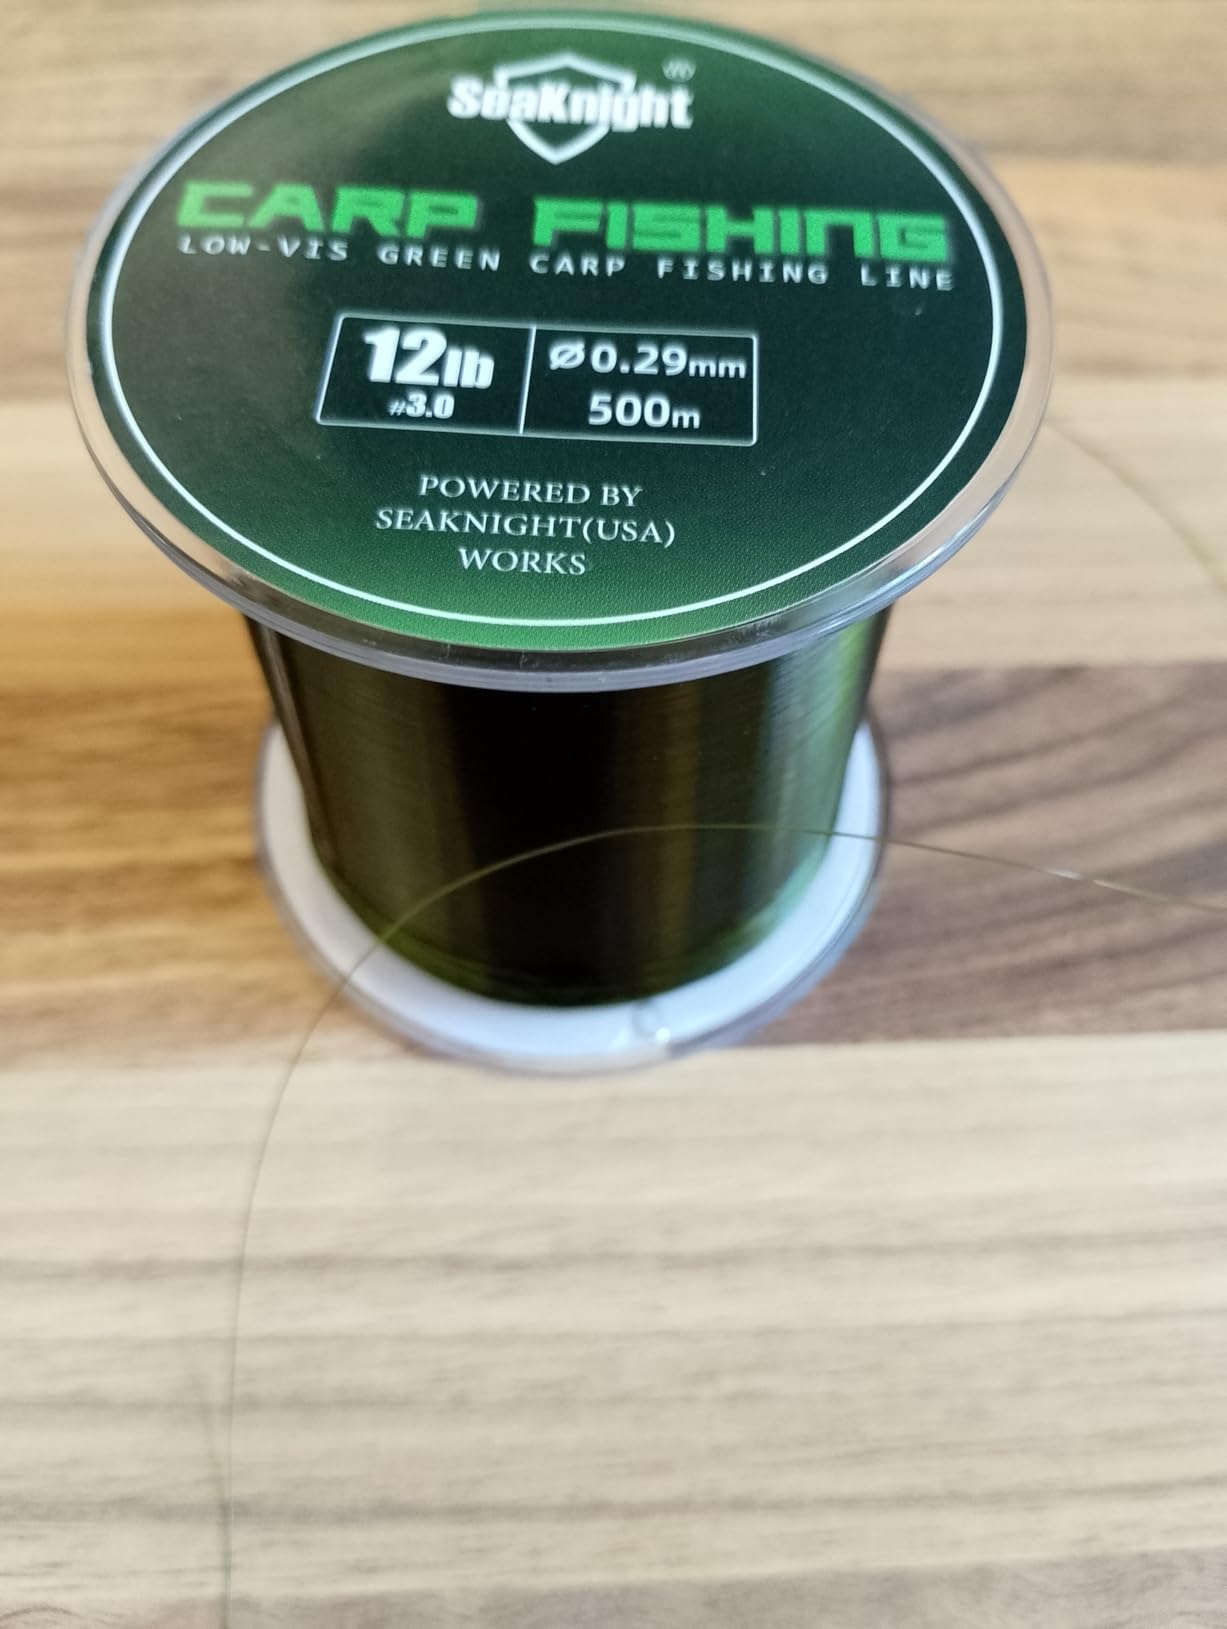 SeaKnight®
CARP FISHING
LOW-VIS GREEN CARP FISHING LINE
12lb
#3.0
Ø0.29mm
500m
POWERED BY
SEAKNIGHT(USA)
WORKS